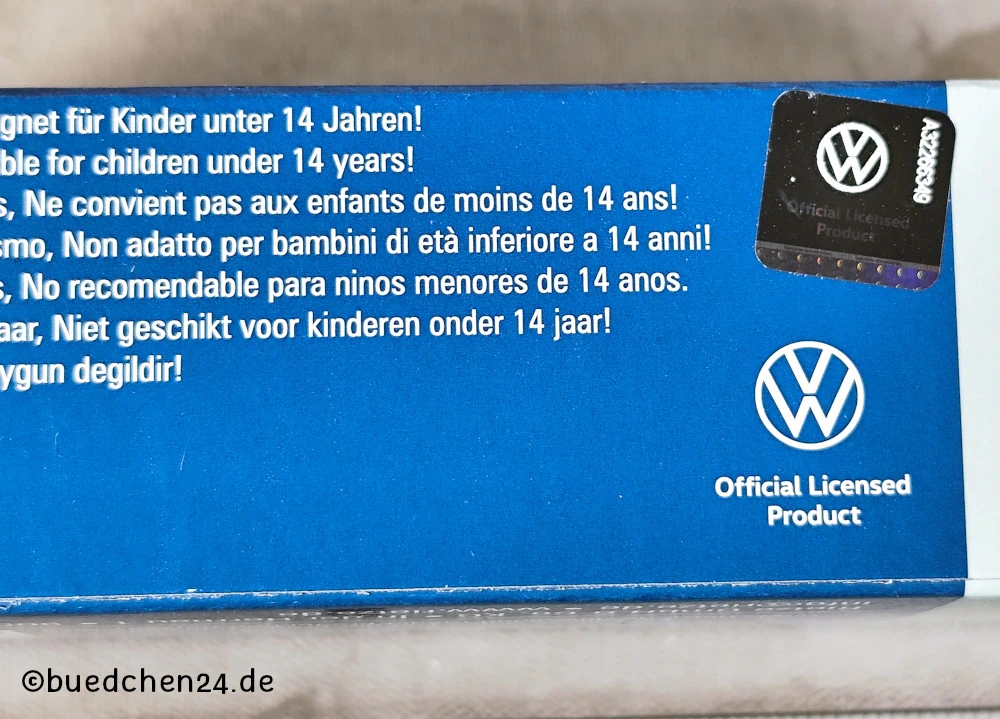 gnet für Kinder unter 14 Jahren!
ble for children under 14 years!
s, Ne convient pas aux enfants de moins de 14 ans!
smo, Non adatto per bambini di età inferiore a 14 anni!
s, No recomendable para ninos menores de 14 anos.
aar, Niet geschikt voor kinderen onder 14 jaar!
ygun degildir!
A3226349
Official Licensed
Product
Official Licensed
Product
©buedchen24.de